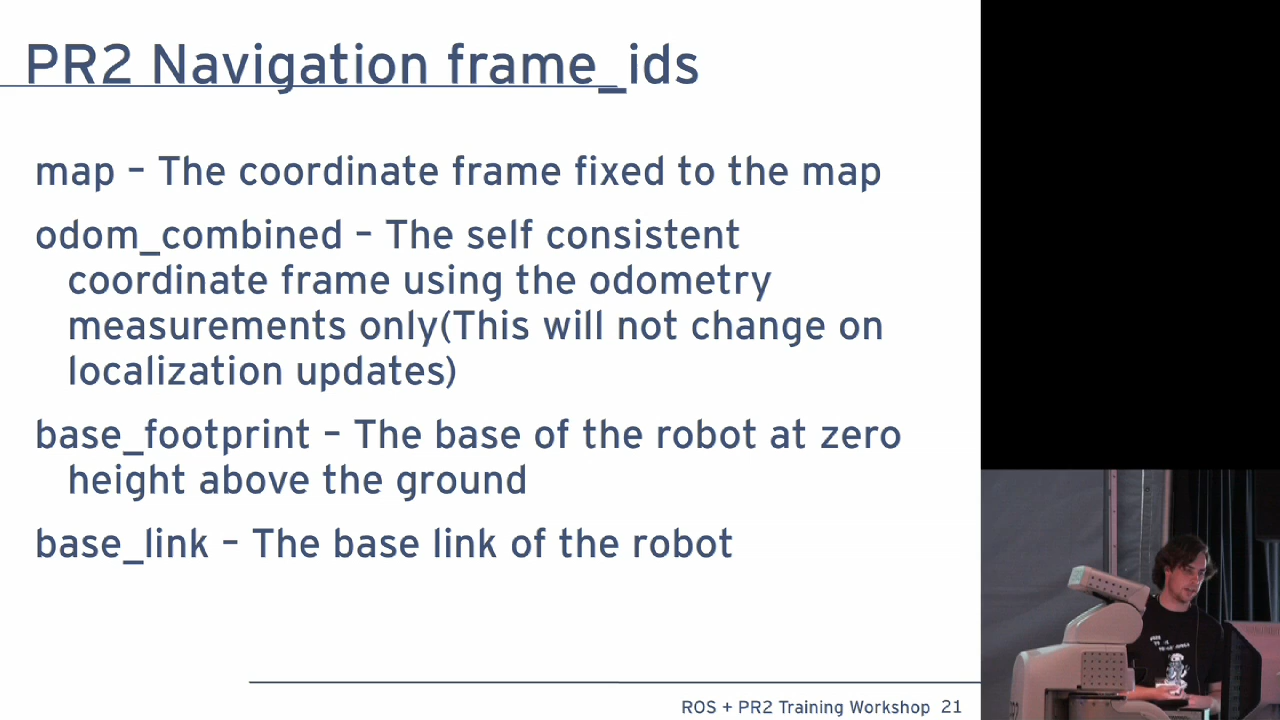 PR2 Navigation frame_ids
map – The coordinate frame fixed to the map
odom_combined – The self consistent
coordinate frame using the odometry
measurements only(This will not change on
localization updates)
base_footprint – The base of the robot at zero
height above the ground
base_link – The base link of the robot
ROS + PR2 Training Workshop 21